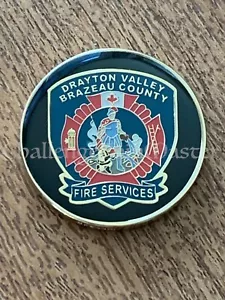 DRAYTON VALLEY
BRAZEAU COUNTY
FIRE SERVICES